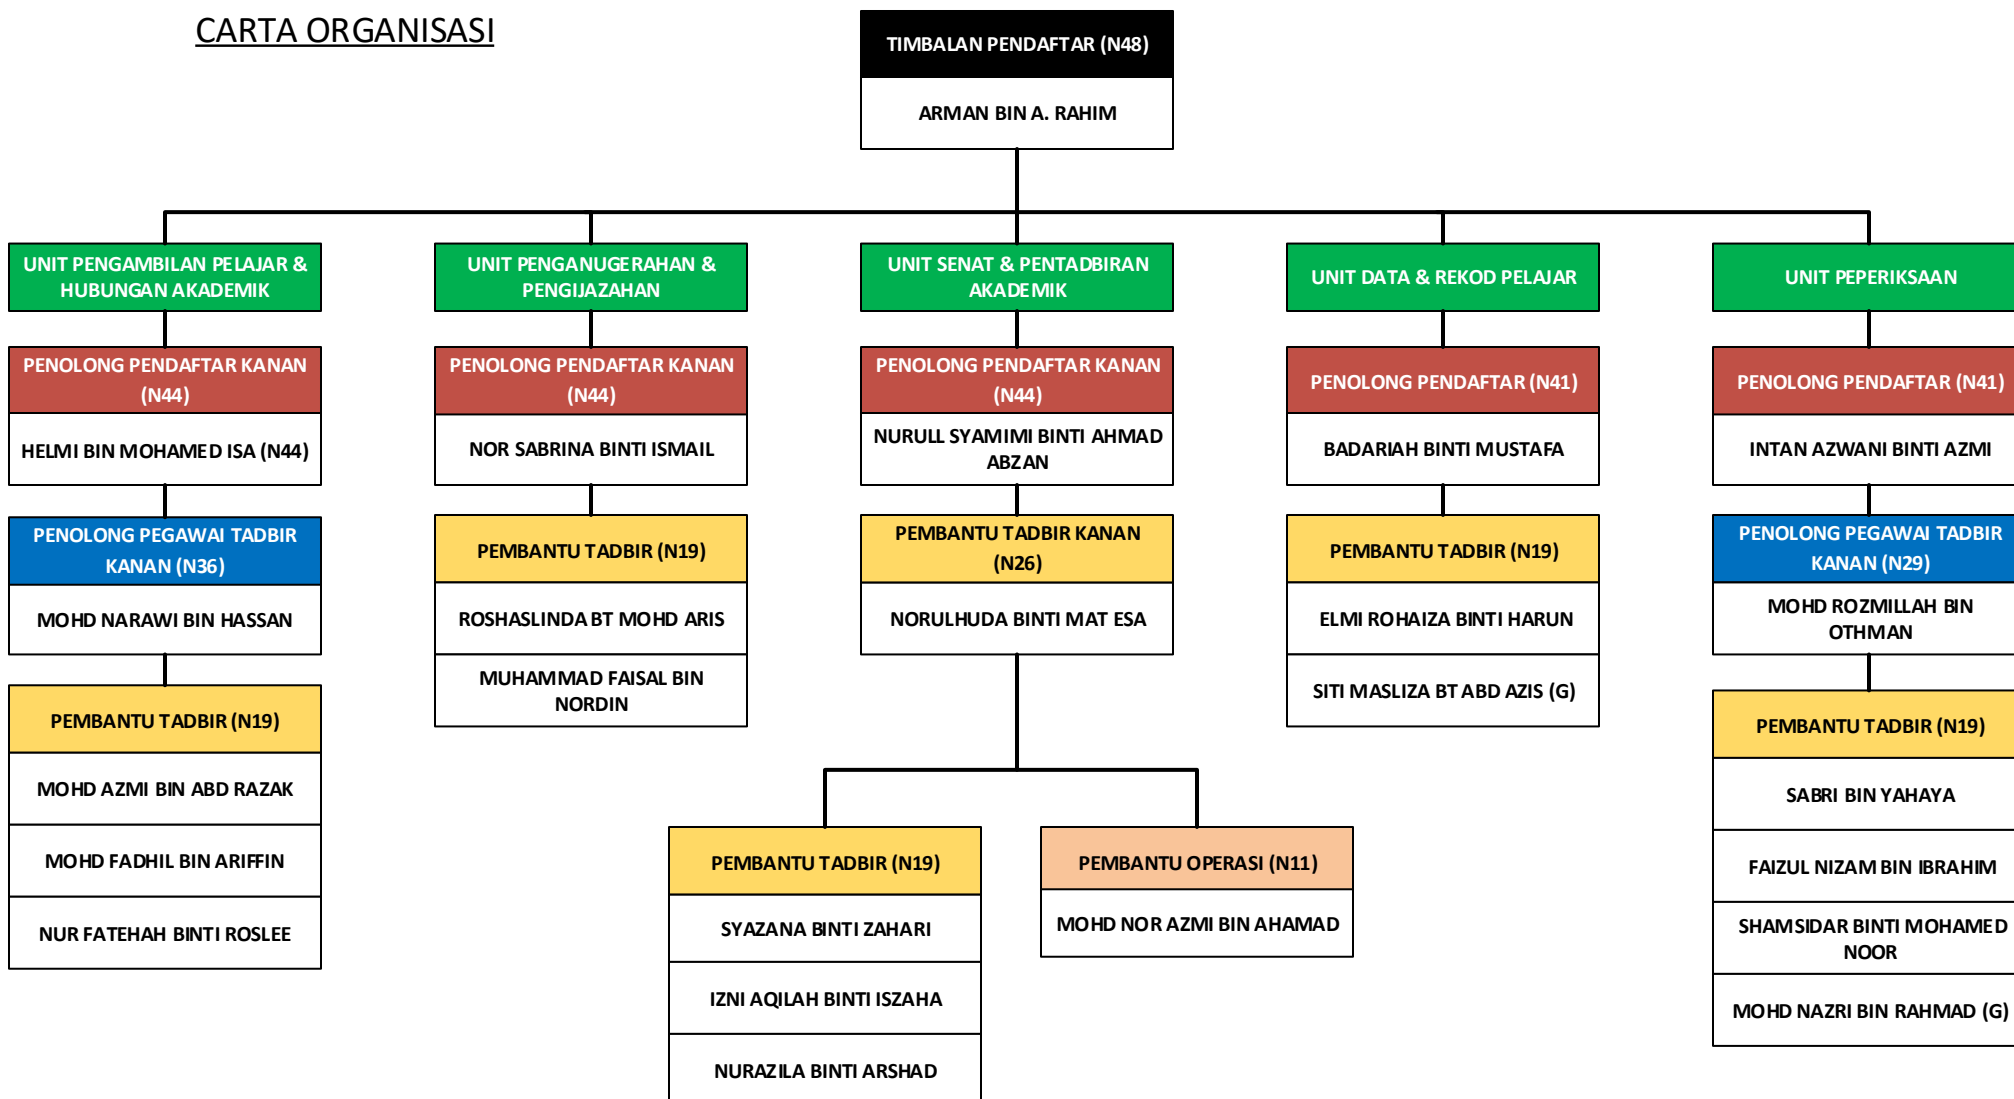 CARTA ORGANISASI
TIMBALAN PENDAFTAR (N48)
ARMAN BIN A. RAHIM
UNIT PENGAMBILAN PELAJAR &
HUBUNGAN AKADEMIK
PENOLONG PENDAFTAR KANAN
(N44)
HELMI BIN MOHAMED ISA (N44)
PENOLONG PEGAWAI TADBIR
KANAN (N36)
MOHD NARAWI BIN HASSAN
PEMBANTU TADBIR (N19)
MOHD AZMI BIN ABD RAZAK
MOHD FADHIL BIN ARIFFIN
NUR FATEHAH BINTI ROSLEE
UNIT PENGANUGERAHAN &
PENGIJAZAHAN
PENOLONG PENDAFTAR KANAN
(N44)
NOR SABRINA BINTI ISMAIL
PEMBANTU TADBIR (N19)
ROSHASLINDA BT MOHD ARIS
MUHAMMAD FAISAL BIN
NORDIN
UNIT SENAT & PENTADBIRAN
AKADEMIK
PENOLONG PENDAFTAR KANAN
(N44)
NURULL SYAMIMI BINTI AHMAD
ABZAN
PEMBANTU TADBIR KANAN
(N26)
NORULHUDA BINTI MAT ESA
PEMBANTU TADBIR (N19)
SYAZANA BINTI ZAHARI
IZNI AQILAH BINTI ISZAHA
NURAZILA BINTI ARSHAD
PEMBANTU OPERASI (N11)
MOHD NOR AZMI BIN AHAMAD
UNIT DATA & REKOD PELAJAR
PENOLONG PENDAFTAR (N41)
BADARIAH BINTI MUSTAFA
PEMBANTU TADBIR (N19)
ELMI ROHAIZA BINTI HARUN
SITI MASLIZA BT ABD AZIS (G)
UNIT PEPERIKSAAN
PENOLONG PENDAFTAR (N41)
INTAN AZWANI BINTI AZMI
PENOLONG PEGAWAI TADBIR
KANAN (N29)
MOHD ROZMILLAH BIN
OTHMAN
PEMBANTU TADBIR (N19)
SABRI BIN YAHAYA
FAIZUL NIZAM BIN IBRAHIM
SHAMSIDAR BINTI MOHAMED
NOOR
MOHD NAZRI BIN RAHMAD (G)